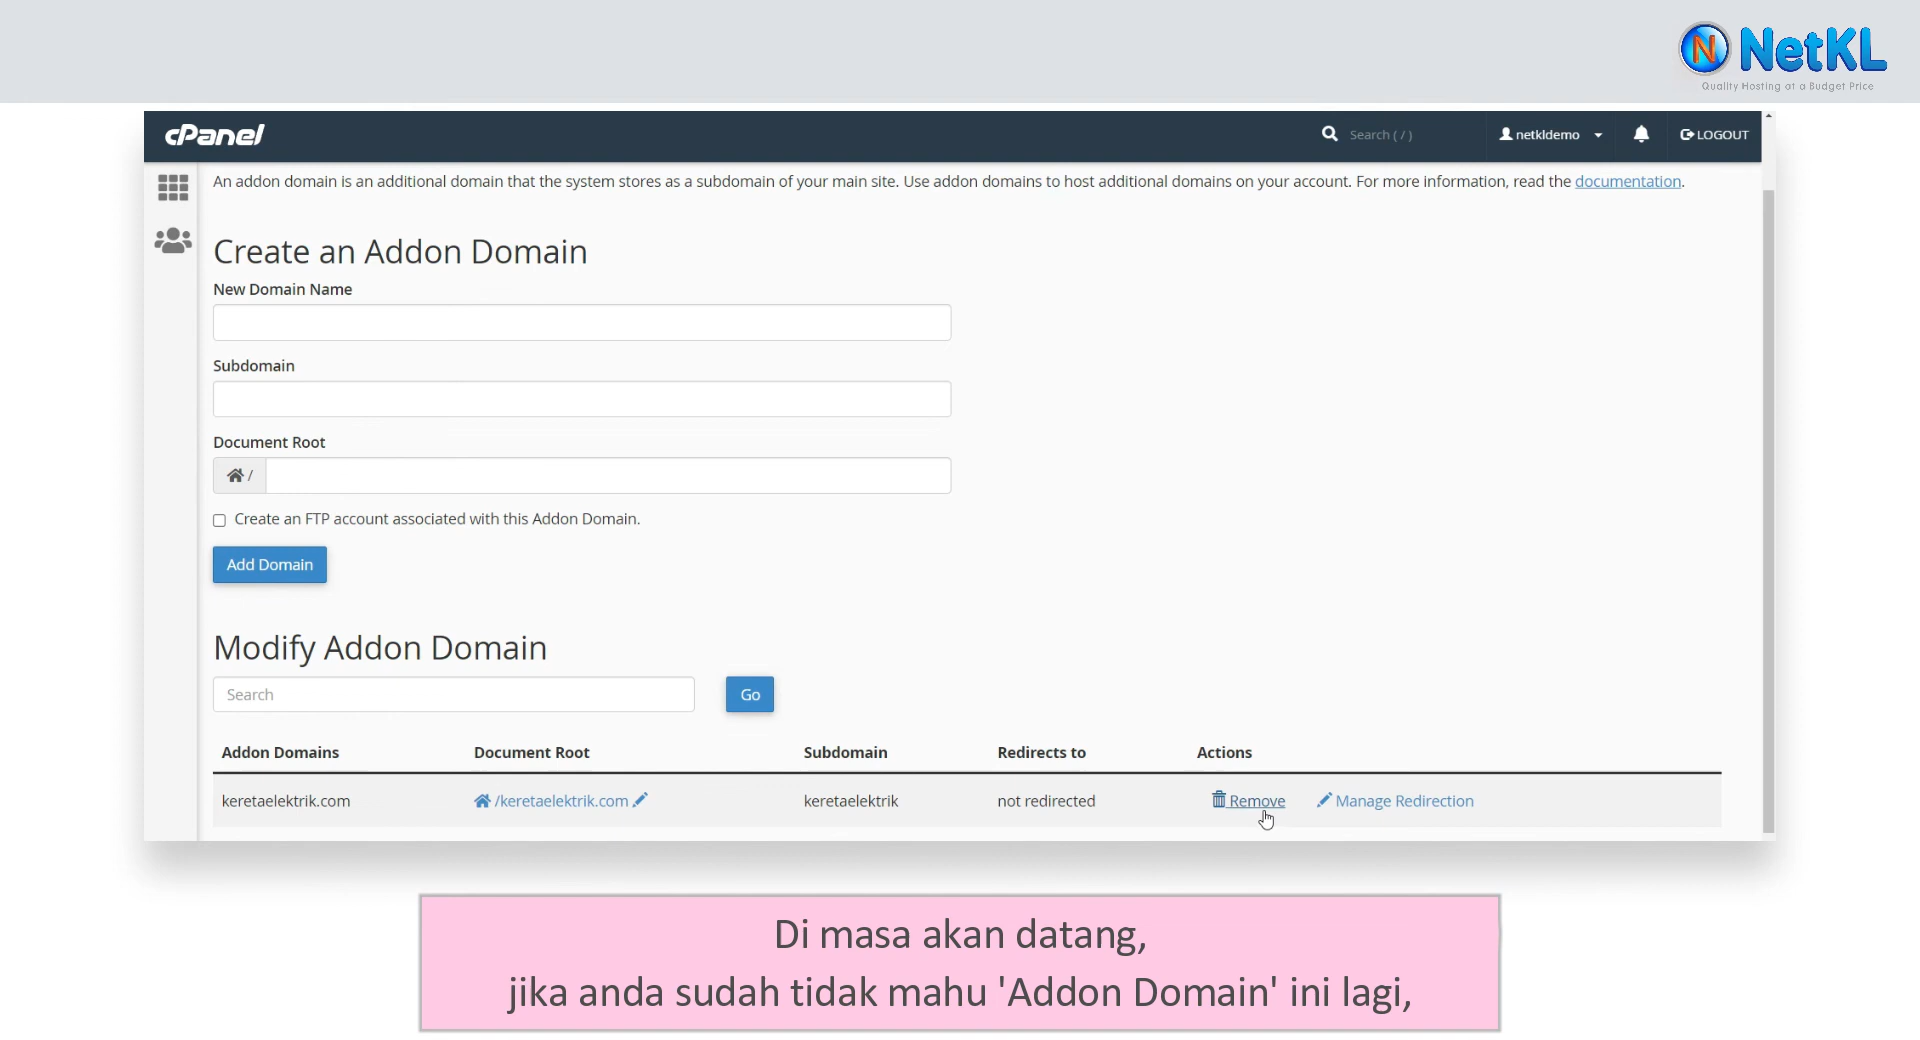 NetKL
Quality Hosting at a Budget Price
cPanel
Search ( / )
netkldemo
LOGOUT
An addon domain is an additional domain that the system stores as a subdomain of your main site. Use addon domains to host additional domains on your account. For more information, read the documentation.
Create an Addon Domain
New Domain Name
Subdomain
Document Root
/
Create an FTP account associated with this Addon Domain.
Add Domain
Modify Addon Domain
Search
Go
Addon Domains Document Root Subdomain Redirects to Actions
keretaelektrik.com /keretaelektrik.com keretaelektrik not redirected Remove Manage Redirection
Di masa akan datang,
jika anda sudah tidak mahu 'Addon Domain' ini lagi,